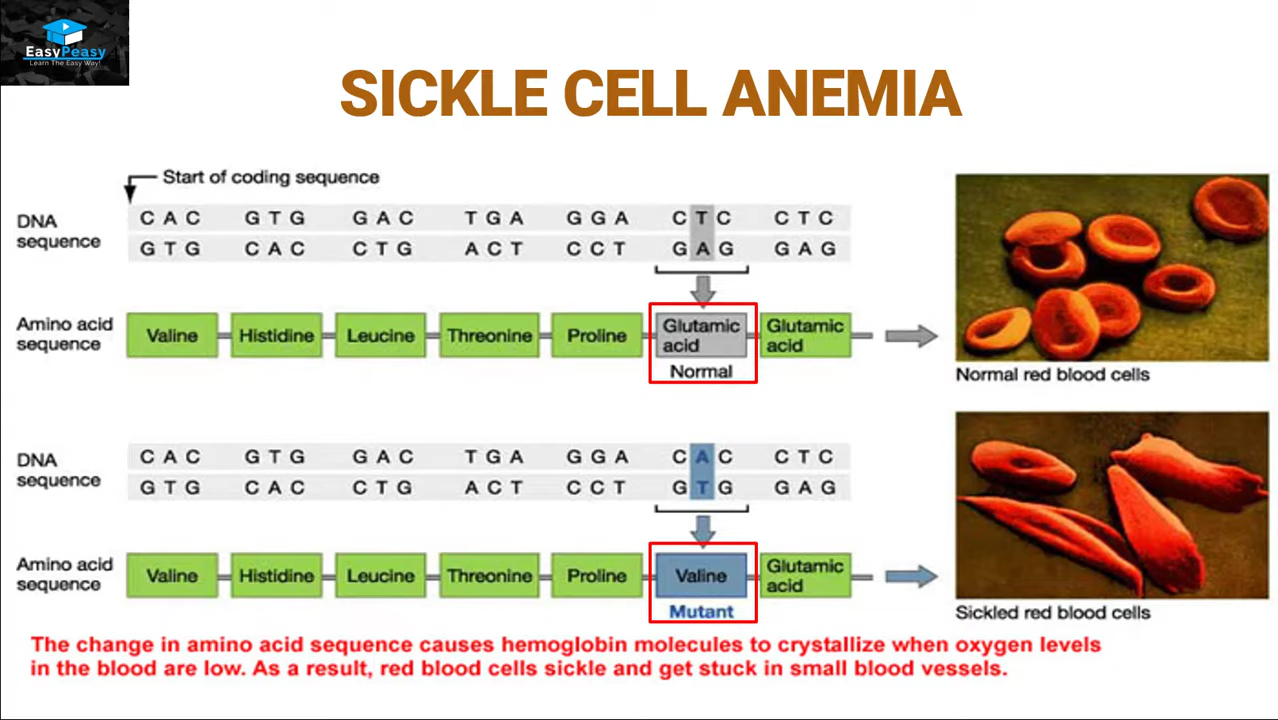 EasyPeasy
Learn The Easy Way!
SICKLE CELL ANEMIA
Start of coding sequence
DNA
sequence
C A C G T G G A C T G A G G A C T C C T C
G T G C A C C T G A C T C C T G A G G A G
Amino acid
sequence
Valine Histidine Leucine Threonine Proline Glutamic
acid Glutamic
acid
Normal
Normal red blood cells
DNA
sequence
C A C G T G G A C T G A G G A C A C C T C
G T G C A C C T G A C T C C T G T G G A G
Amino acid
sequence
Valine Histidine Leucine Threonine Proline Valine Glutamic
acid
Mutant
Sickled red blood cells
The change in amino acid sequence causes hemoglobin molecules to crystallize when oxygen levels
in the blood are low. As a result, red blood cells sickle and get stuck in small blood vessels.